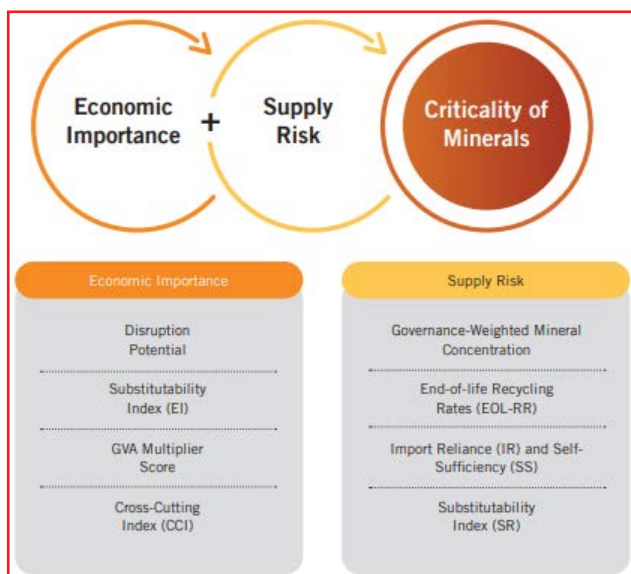 Economic
Importance
+
Supply
Risk
Criticality of
Minerals
Economic Importance
Disruption
Potential
Substitutability
Index (EI)
GVA Multiplier
Score
Cross-Cutting
Index (CCI)
Supply Risk
Governance-Weighted Mineral
Concentration
End-of-life Recycling
Rates (EOL-RR)
Import Reliance (IR) and Self-
Sufficiency (SS)
Substitutability
Index (SR)